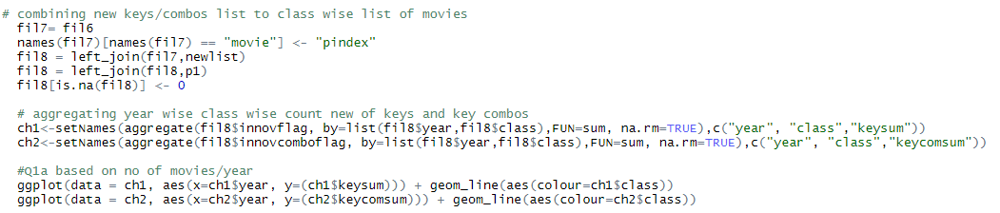 # combining new keys/combos list to class wise list of movies
fil7= fil6
names(fil7)[names(fil7) == "movie"] <- "pindex"
fil8 = left_join(fil7,newlist)
fil8 = left_join(fil8,p1)
fil8[is.na(fil8)] <- 0
# aggregating year wise class wise count new of keys and key combos
ch1<-setNames(aggregate(fil8$innovflag, by=list(fil8$year,fil8$class),FUN=sum, na.rm=TRUE),c("year", "class","keysum"))
ch2<-setNames(aggregate(fil8$innovcomboflag, by=list(fil8$year,fil8$class),FUN=sum, na.rm=TRUE),c("year", "class","keycomsum"))
#Q1a based on no of movies/year
ggplot(data = ch1, aes(x=ch1$year, y=(ch1$keysum))) + geom_line(aes(colour=ch1$class))
ggplot(data = ch2, aes(x=ch2$year, y=(ch2$keycomsum))) + geom_line(aes(colour=ch2$class))